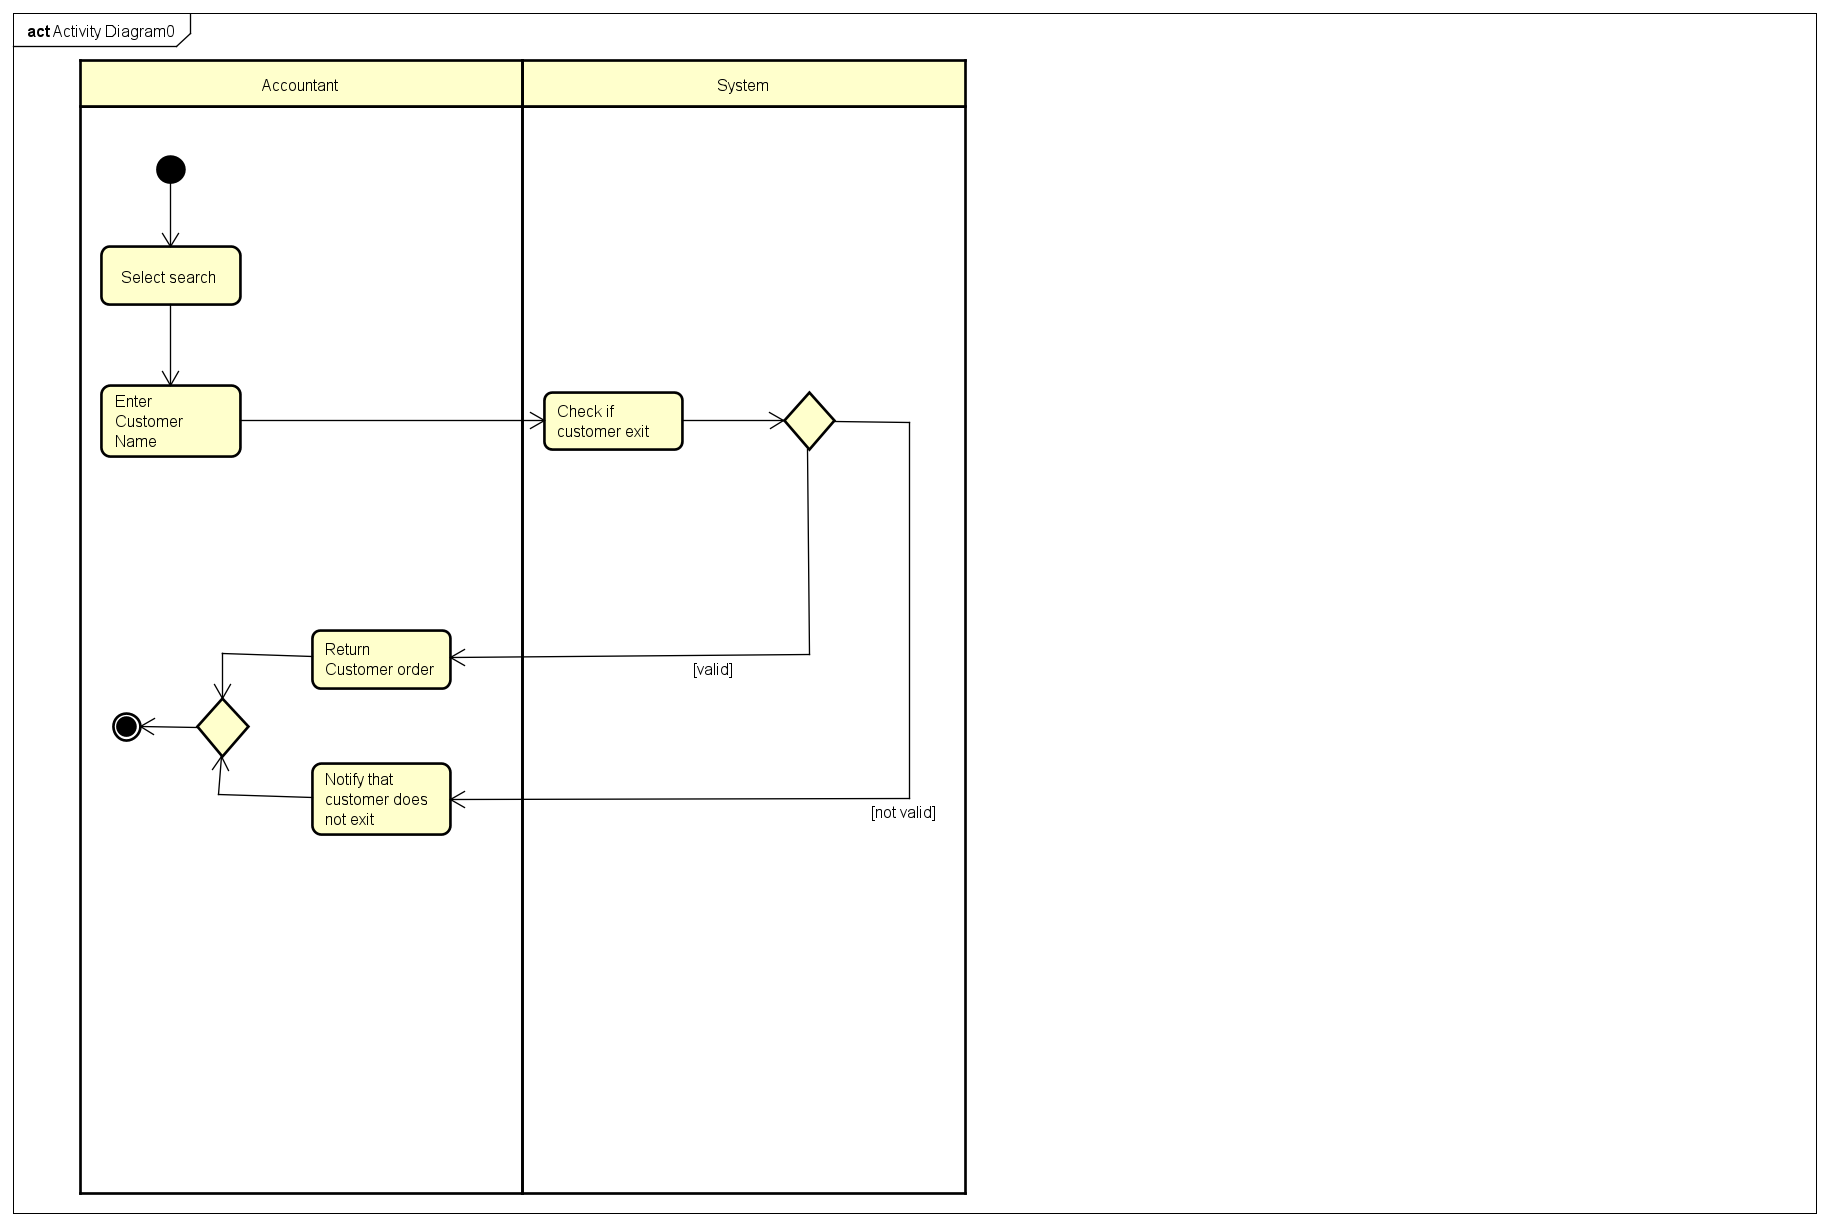 act Activity Diagram0
Accountant
System
Select search
Enter
Customer
Name
Check if
customer exit
Return
Customer order
[valid]
Notify that
customer does
not exit
[not valid]